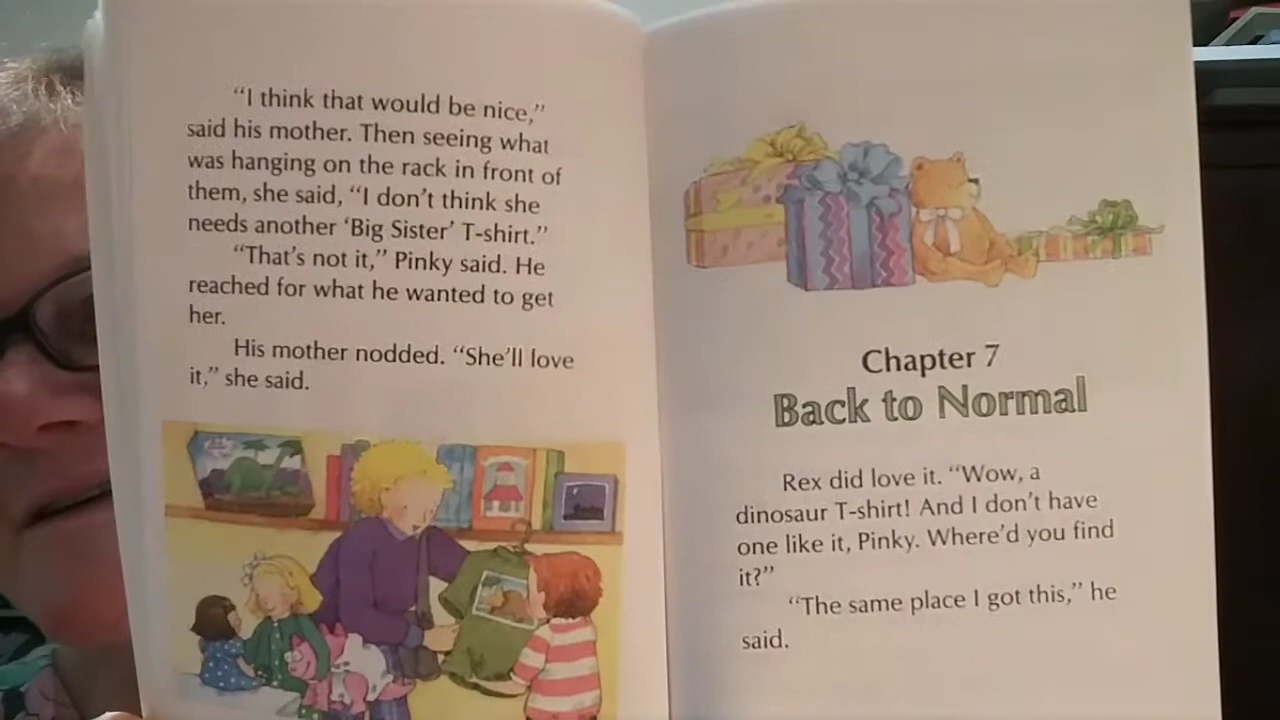 “I think that would be nice,”
said his mother. Then seeing what
was hanging on the rack in front of
them, she said, “I don’t think she
needs another ‘Big Sister’ T-shirt.”
“That’s not it,” Pinky said. He
reached for what he wanted to get
her.
His mother nodded. “She’ll love
it,” she said.
Chapter 7
Back to Normal
Rex did love it. “Wow, a
dinosaur T-shirt! And I don’t have
one like it, Pinky. Where’d you find
it?”
“The same place I got this,” he
said.